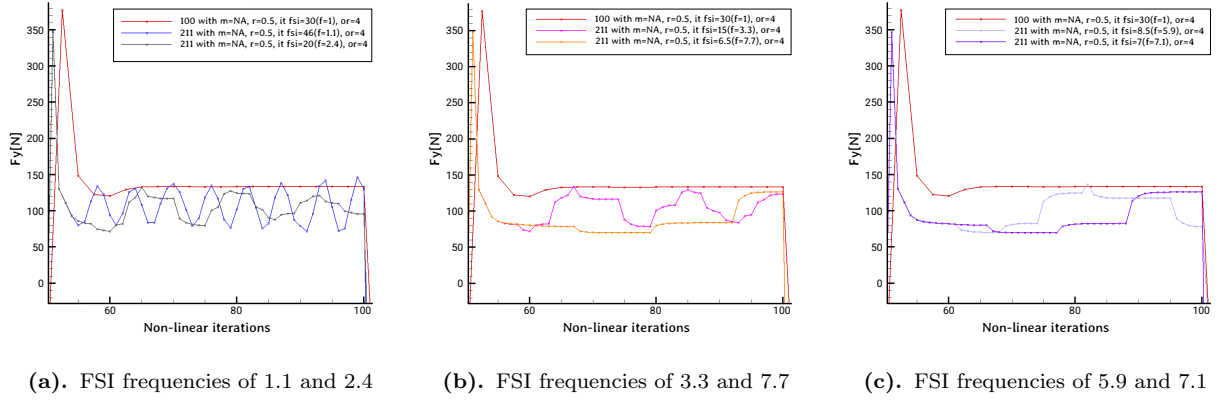 100 with m=NA, r=0.5, it fsi=30(f=1), or=4
211 with m=NA, r=0.5, it fsi=46(f=1.1), or=4
211 with m=NA, r=0.5, it fsi=20(f=2.4), or=4
350
300
250
200
150
100
50
0
Fy[N]
60
80
100
Non-linear iterations
(a). FSI frequencies of 1.1 and 2.4
100 with m=NA, r=0.5, it fsi=30(f=1), or=4
211 with m=NA, r=0.5, it fsi=15(f=3.3), or=4
211 with m=NA, r=0.5, it fsi=6.5(f=7.7), or=4
350
300
250
200
150
100
50
0
Fy[N]
60
80
100
Non-linear iterations
(b). FSI frequencies of 3.3 and 7.7
100 with m=NA, r=0.5, it fsi=30(f=1), or=4
211 with m=NA, r=0.5, it fsi=8.5(f=5.9), or=4
211 with m=NA, r=0.5, it fsi=7(f=7.1), or=4
350
300
250
200
150
100
50
0
Fy[N]
60
80
100
Non-linear iterations
(c). FSI frequencies of 5.9 and 7.1